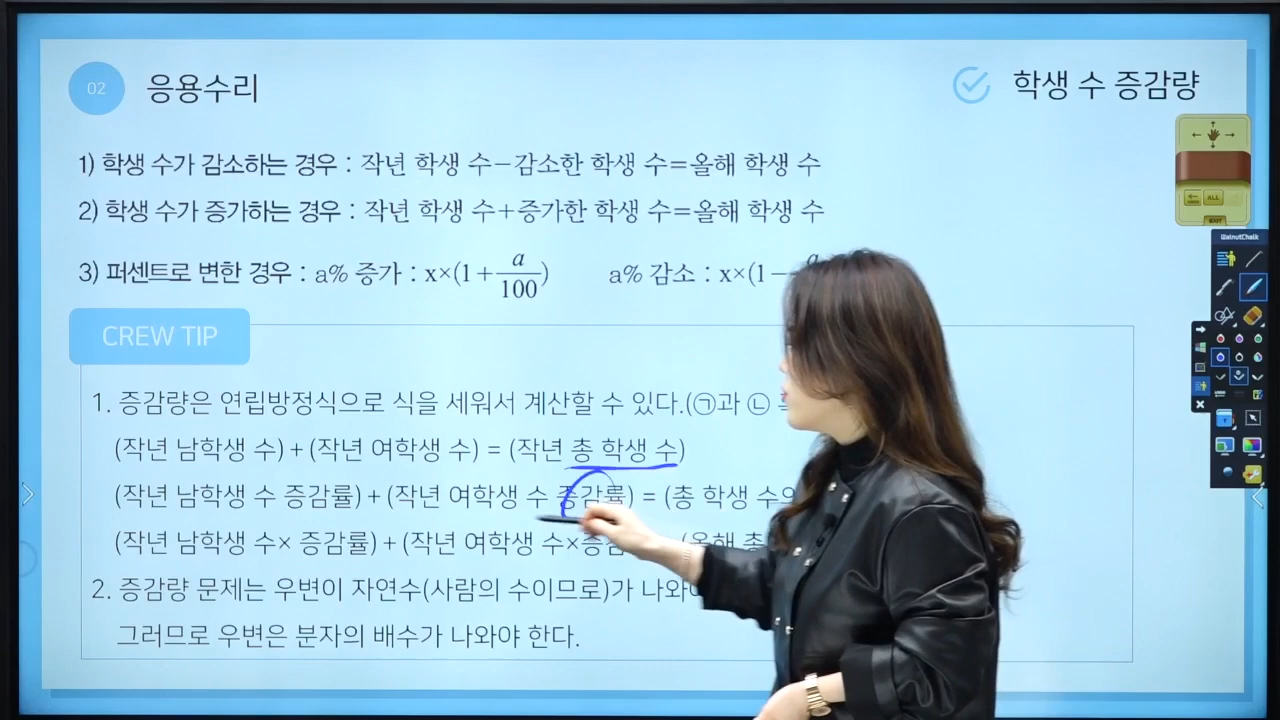 02 응용수리
학생 수 증감량
1) 학생 수가 감소하는 경우 : 작년 학생 수−감소한 학생 수=올해 학생 수
2) 학생 수가 증가하는 경우 : 작년 학생 수+증가한 학생 수=올해 학생 수
3) 퍼센트로 변한 경우 : a% 증가 : x×(1+a/100) a% 감소 : x×(1−
CREW TIP
1. 증감량은 연립방정식으로 식을 세워서 계산할 수 있다.(㉠과 ㉡
(작년 남학생 수)+(작년 여학생 수) = (작년 총 학생 수)
(작년 남학생 수 증감률)+(작년 여학생 수 증감률) = (총 학생 수의
(작년 남학생 수× 증감률)+(작년 여학생 수×증감 (올해 총
2. 증감량 문제는 우변이 자연수(사람의 수이므로)가 나와야
그러므로 우변은 분자의 배수가 나와야 한다.
WalnutChalk
ALL